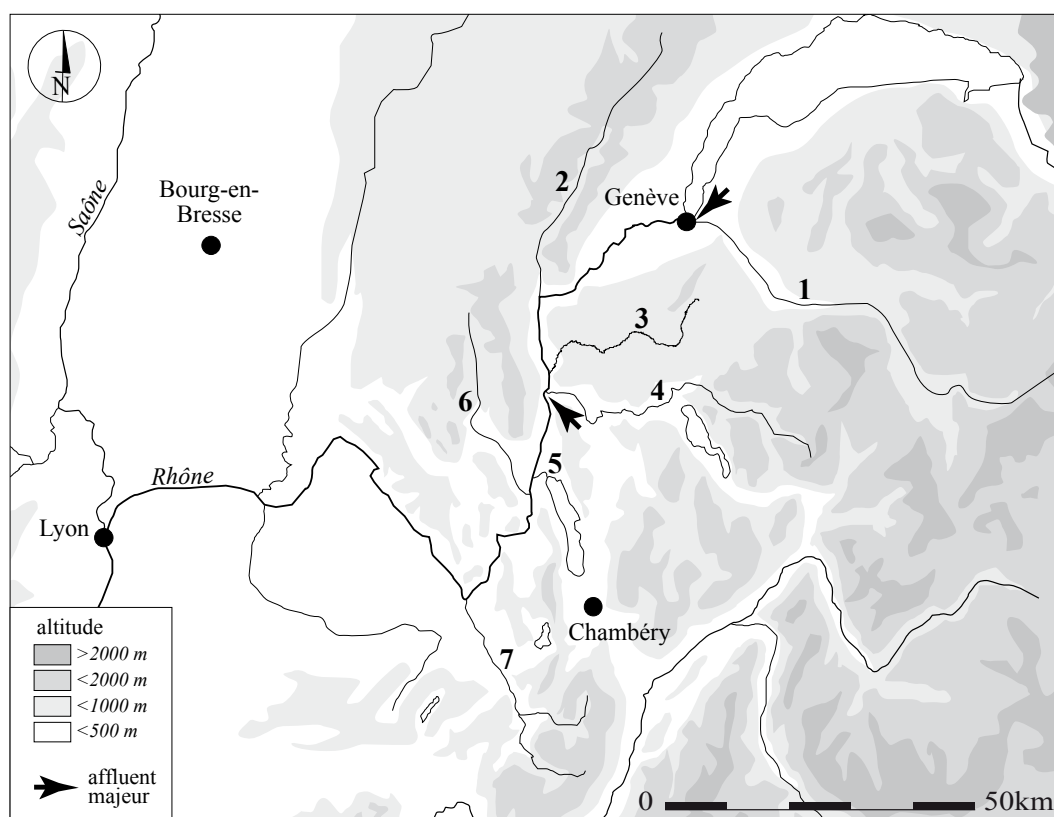 N
Saône
Bourg-en-
Bresse
2
Genève
1
3
4
6
5
Rhône
Lyon
Chambéry
7
altitude
>2000 m
<2000 m
<1000 m
<500 m
affluent
majeur
0
50km